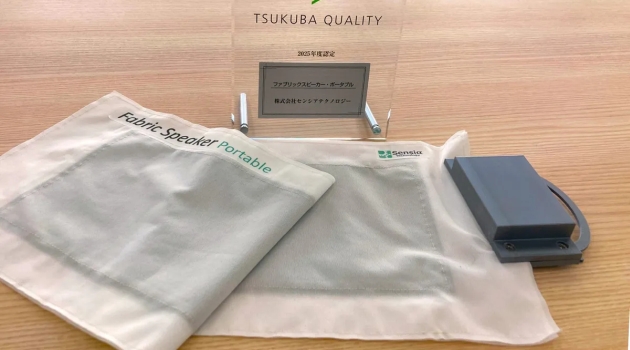 TSUKUBA QUALITY
2025年度認定
ファブリックスピーカー・ポータブル
株式会社センシアテクノロジー
Fabric Speaker Portable
Sensia